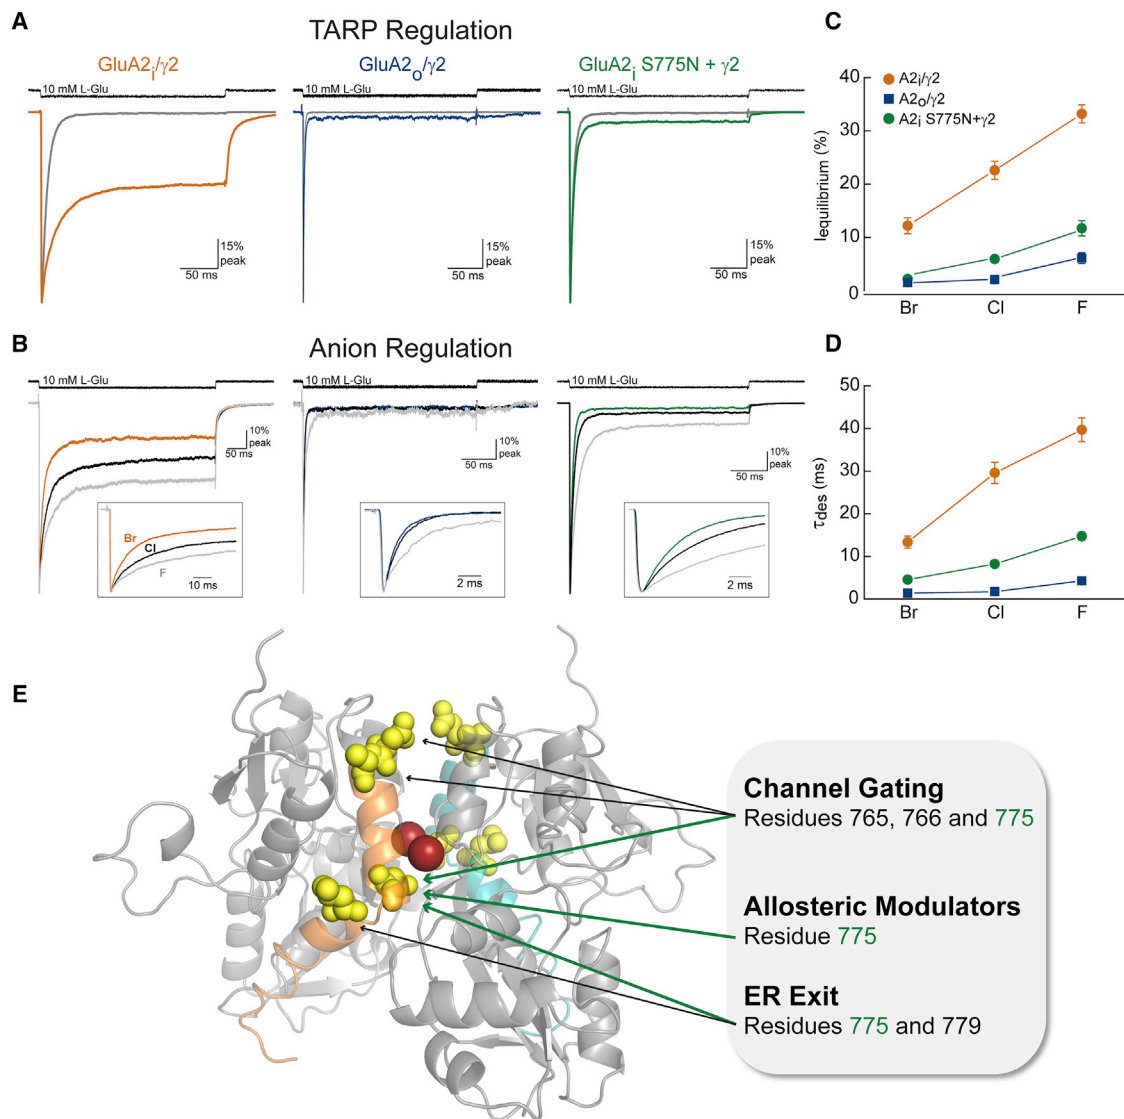 A
TARP Regulation
GluA2i/γ2
GluA2o/γ2
GluA2i S775N + γ2
10 mM L-Glu
10 mM L-Glu
10 mM L-Glu
15%
peak
50 ms
15%
peak
50 ms
15%
peak
50 ms
B
Anion Regulation
10 mM L-Glu
10 mM L-Glu
10 mM L-Glu
10%
peak
50 ms
10%
peak
50 ms
10%
peak
50 ms
Br
Cl
F
10 ms
2 ms
2 ms
C
A2i/γ2
A2o/γ2
A2i S775N+γ2
Iequilibrium (%)
40
30
20
10
0
Br Cl F
D
τdes (ms)
50
40
30
20
10
0
Br Cl F
E
Channel Gating
Residues 765, 766 and 775
Allosteric Modulators
Residue 775
ER Exit
Residues 775 and 779